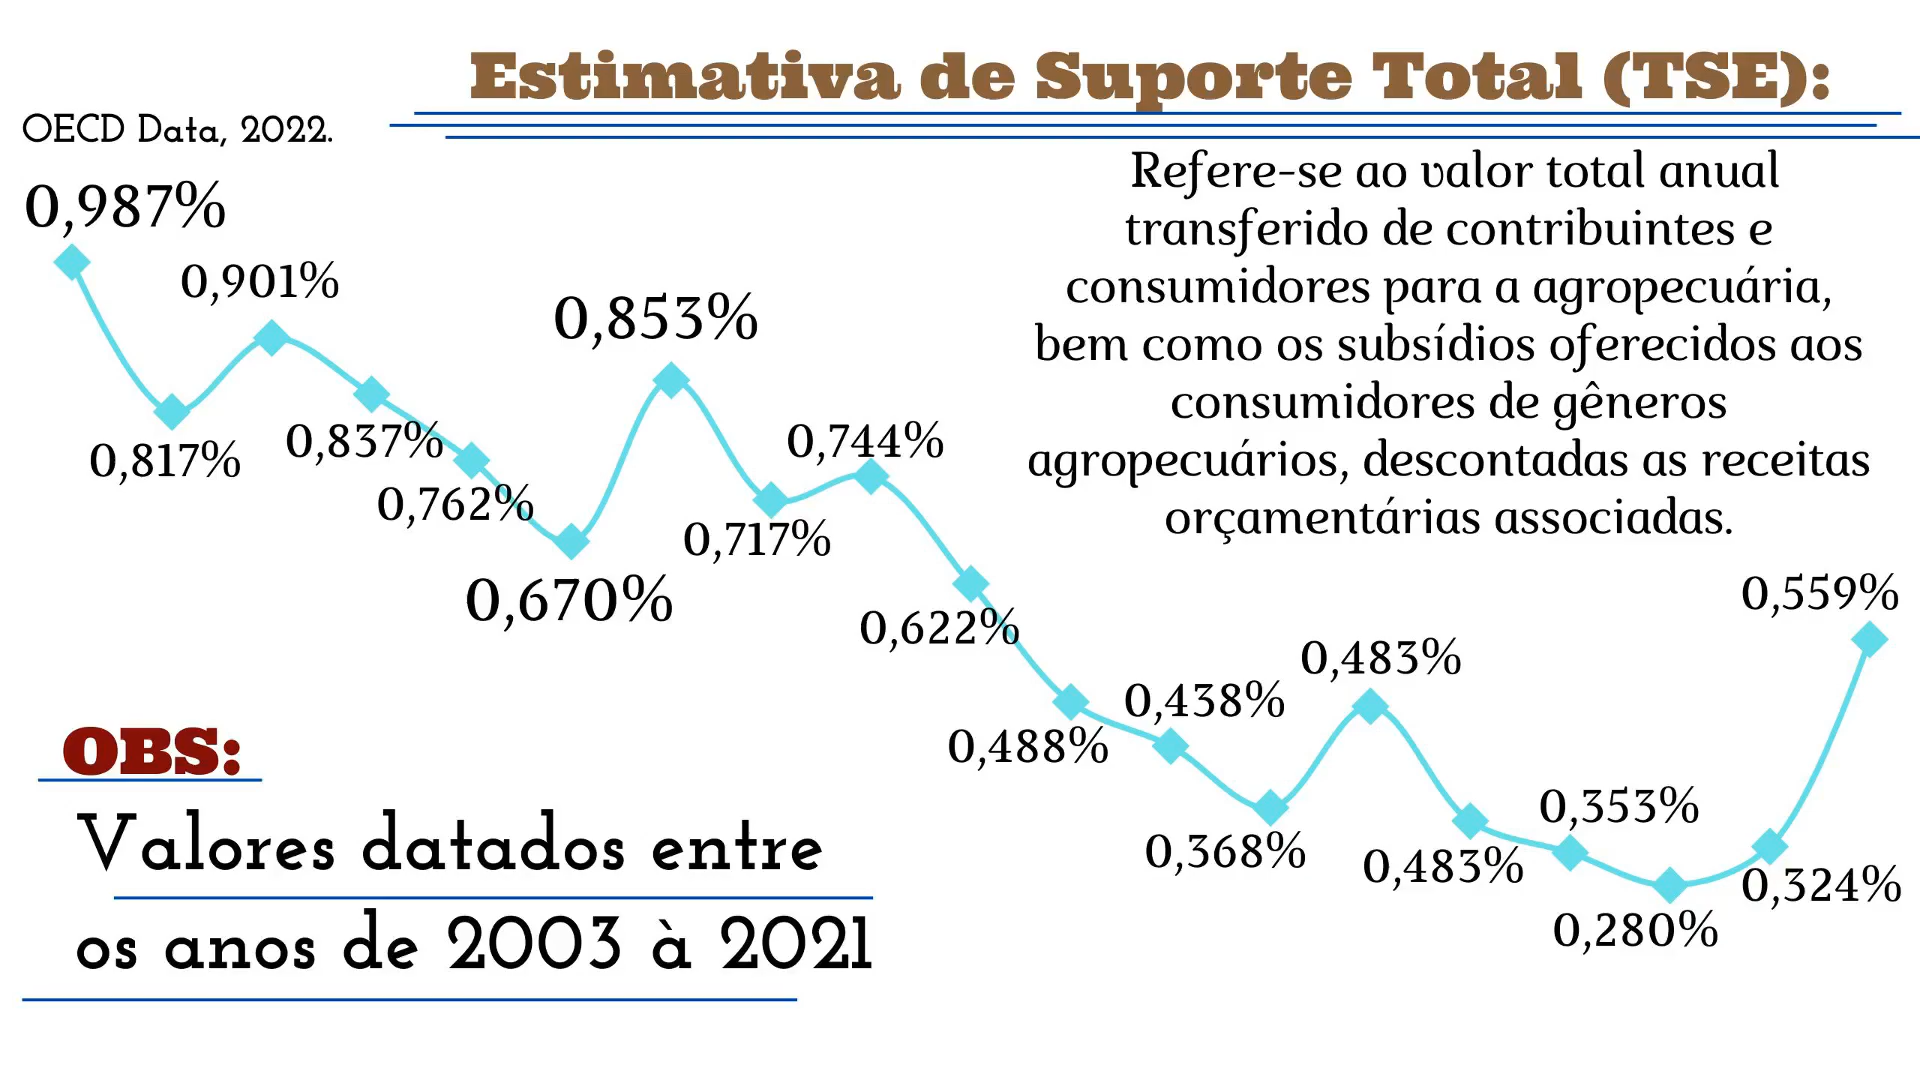 Estimativa de Suporte Total (TSE):
OECD Data, 2022.
Refere-se ao valor total anual
transferido de contribuintes e
consumidores para a agropecuária,
bem como os subsídios oferecidos aos
consumidores de gêneros
agropecuários, descontadas as receitas
orçamentárias associadas.
0,987%
0,817%
0,901%
0,837%
0,762%
0,670%
0,853%
0,717%
0,744%
0,622%
0,488%
0,438%
0,368%
0,483%
0,483%
0,353%
0,280%
0,324%
0,559%
OBS:
Valores datados entre
os anos de 2003 à 2021